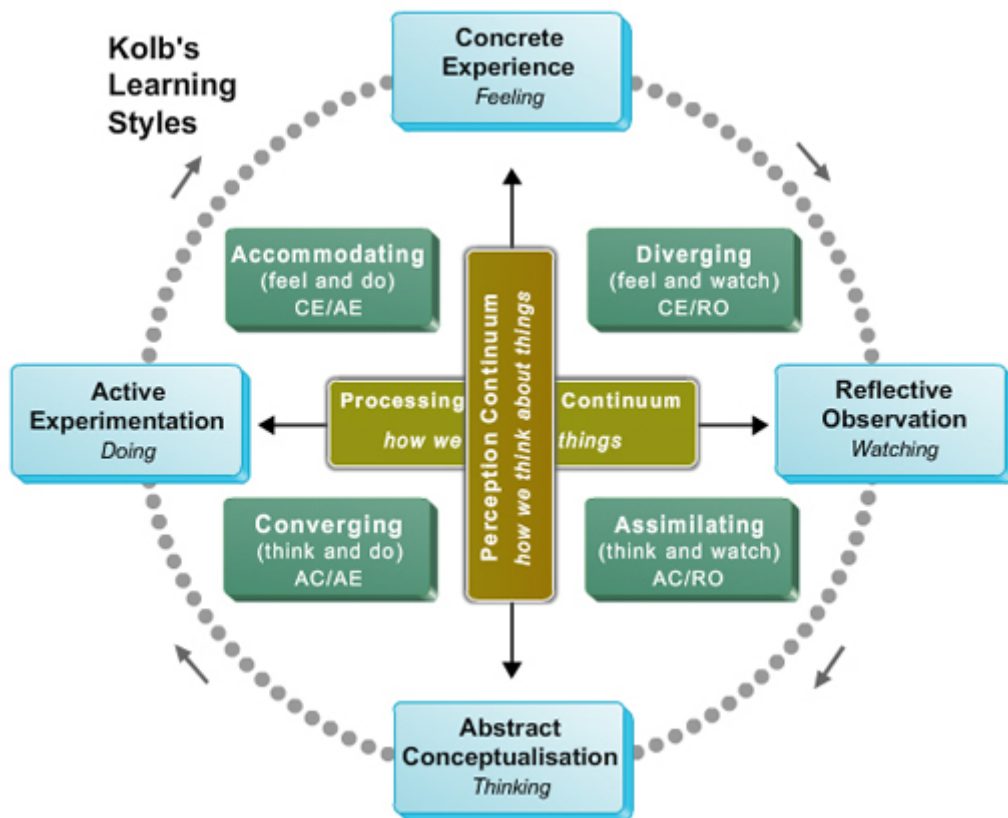 Kolb's
Learning
Styles
Concrete
Experience
Feeling
Accommodating
(feel and do)
CE/AE
Diverging
(feel and watch)
CE/RO
Active
Experimentation
Doing
Processing Continuum
how we things
Perception Continuum
how we think about things
Reflective
Observation
Watching
Converging
(think and do)
AC/AE
Assimilating
(think and watch)
AC/RO
Abstract
Conceptualisation
Thinking